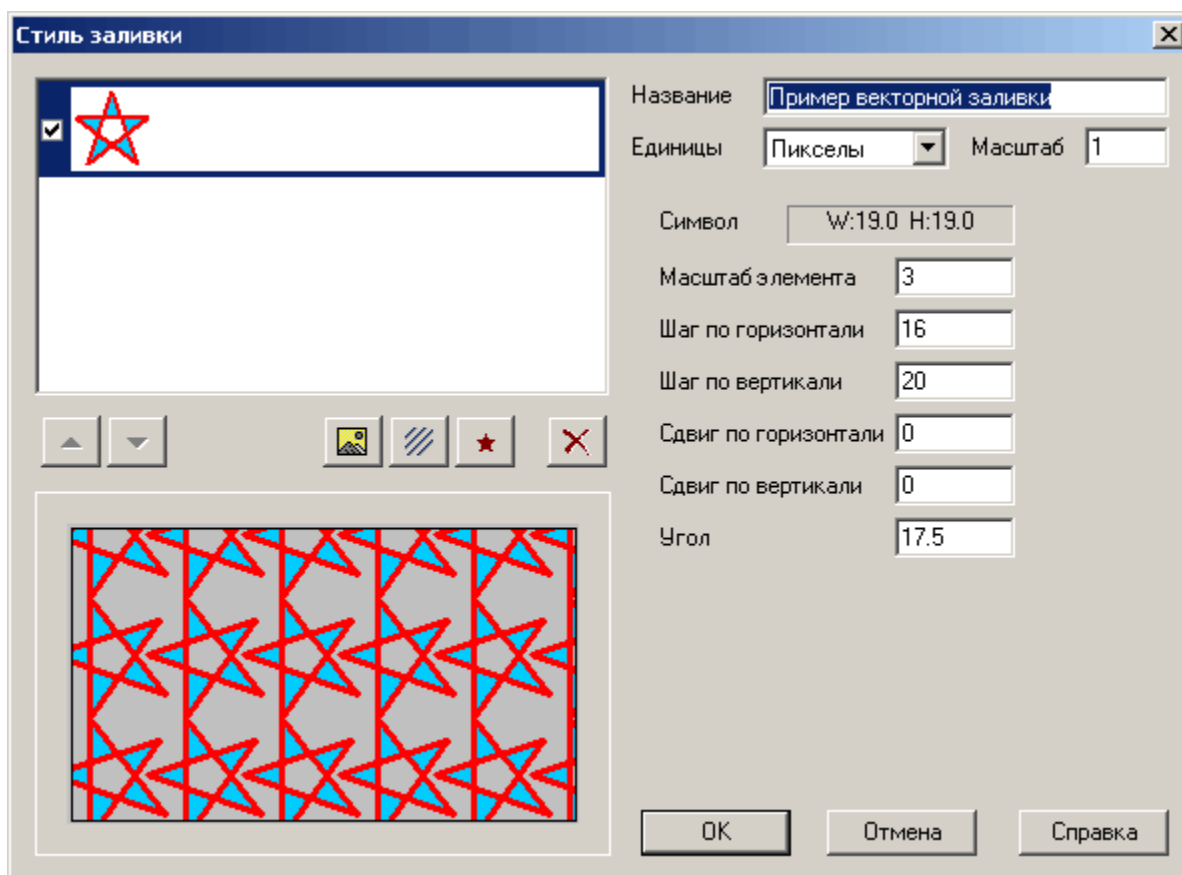 Стиль заливки
Название
Пример векторной заливки
Единицы
Пикселы
Масштаб
1
Символ
W:19.0 H:19.0
Масштаб элемента
3
Шаг по горизонтали
16
Шаг по вертикали
20
Сдвиг по горизонтали
0
Сдвиг по вертикали
0
Угол
17.5
OK
Отмена
Справка